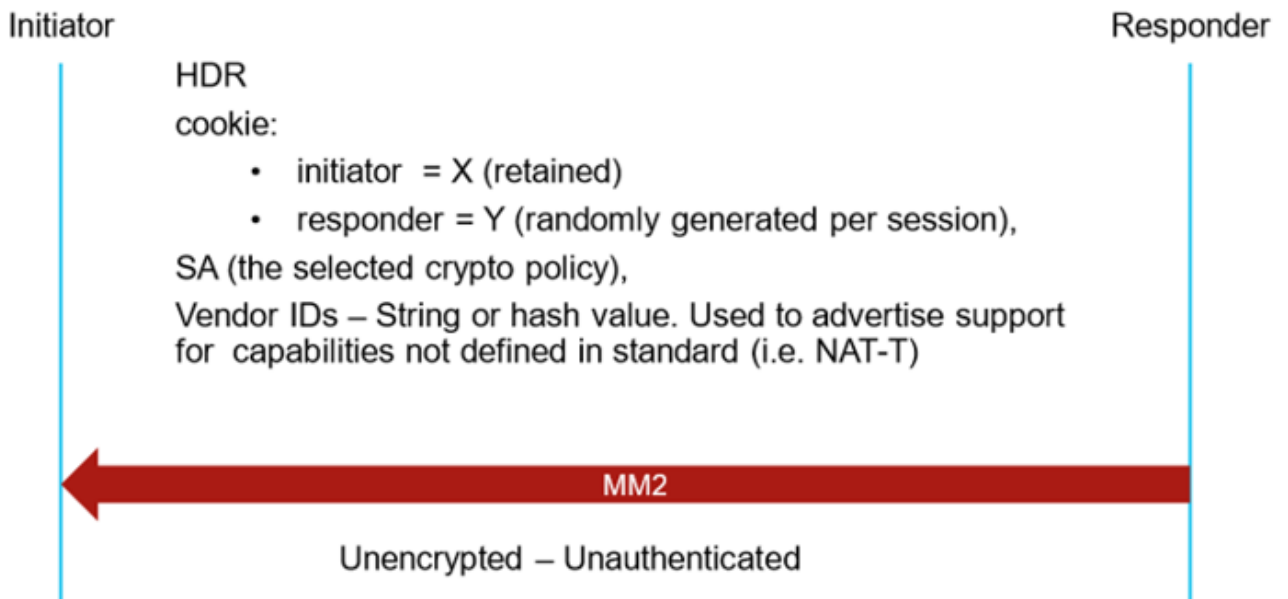 Initiator
Responder
HDR
cookie:
• initiator = X (retained)
• responder = Y (randomly generated per session),
SA (the selected crypto policy),
Vendor IDs – String or hash value. Used to advertise support
for capabilities not defined in standard (i.e. NAT-T)
MM2
Unencrypted – Unauthenticated